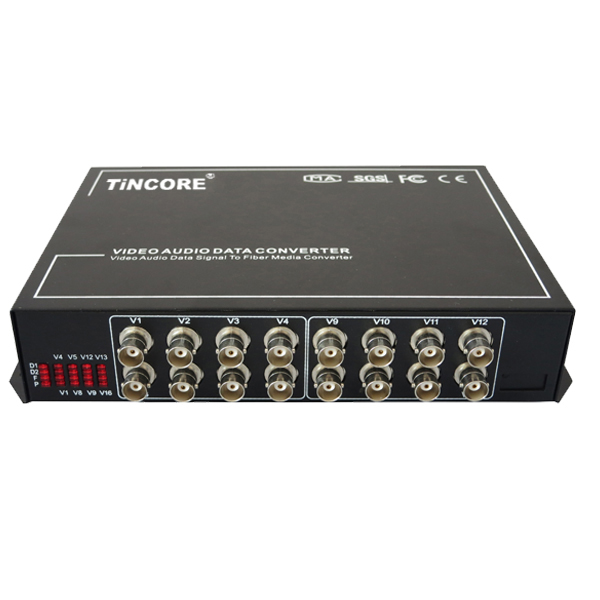 TiNCORE®
MA SGS FC CE
VIDEO AUDIO DATA CONVERTER
Video Audio Data Signal To Fiber Media Converter
V1 V2 V3 V4 V9 V10 V11 V12
V4 V5 V12 V13
D1
D2
F
P
V1 V8 V9 V16